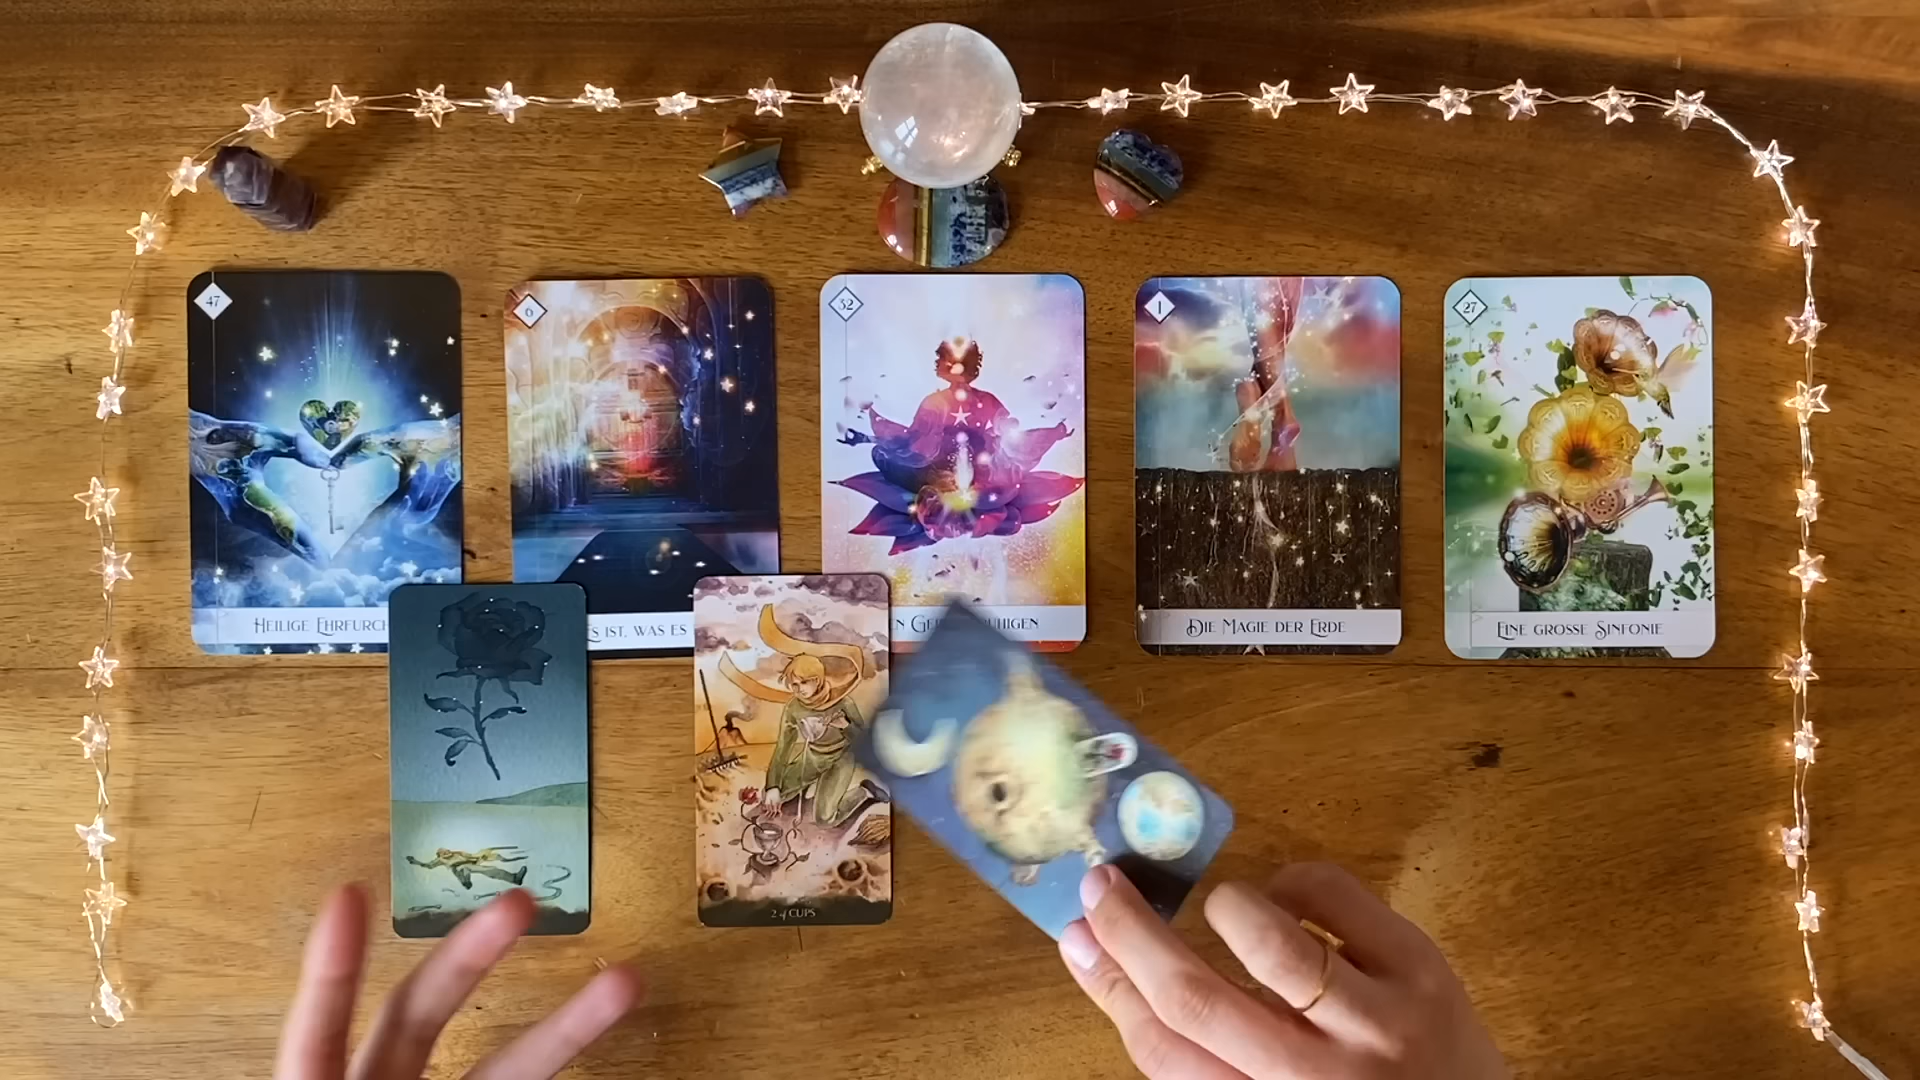 47
6
32
1
27
Heilige Ehrfurch
s ist, was es
n Ge uhigen
Die Magie der Erde
Eine grosse Sinfonie
2 of CUPS